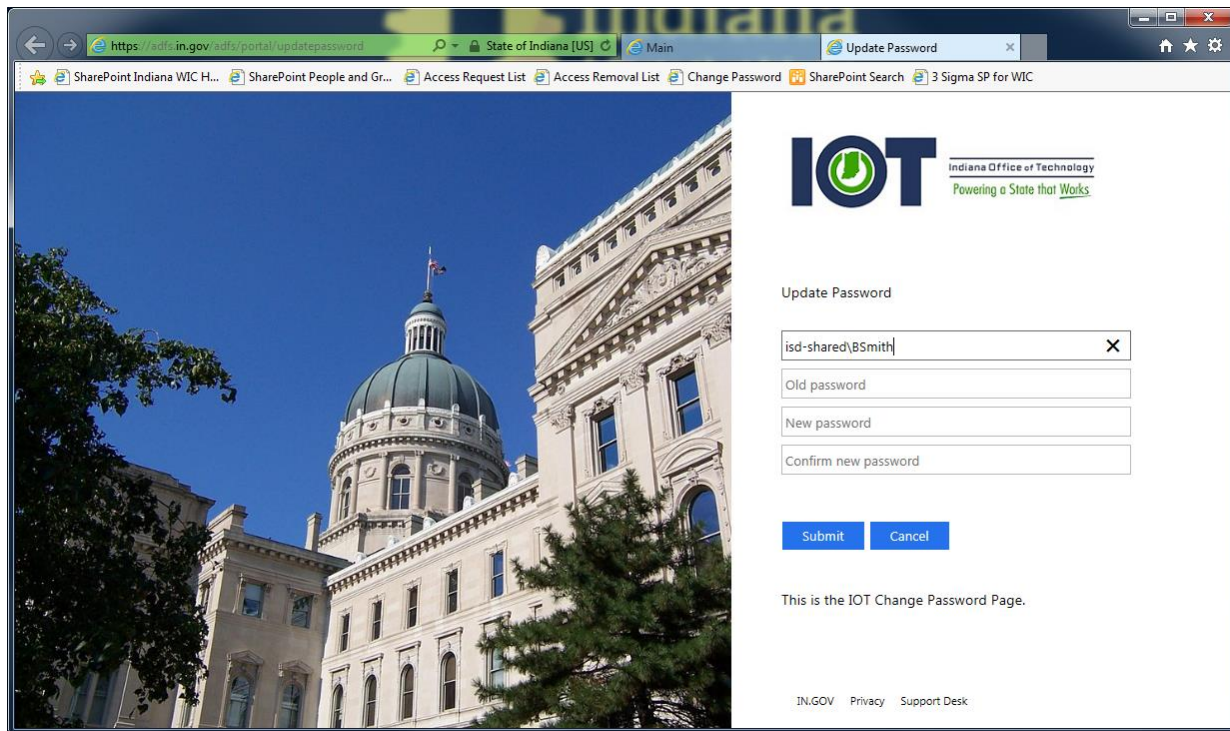 Indiana
https://adfs.in.gov/adfs/portal/updatepassword State of Indiana [US] Main Update Password
SharePoint Indiana WIC H... SharePoint People and Gr... Access Request List Access Removal List Change Password SharePoint Search 3 Sigma SP for WIC
IOT
Indiana Office of Technology
Powering a State that Works
Update Password
isd-shared\BSmith
Old password
New password
Confirm new password
Submit Cancel
This is the IOT Change Password Page.
IN.GOV Privacy Support Desk